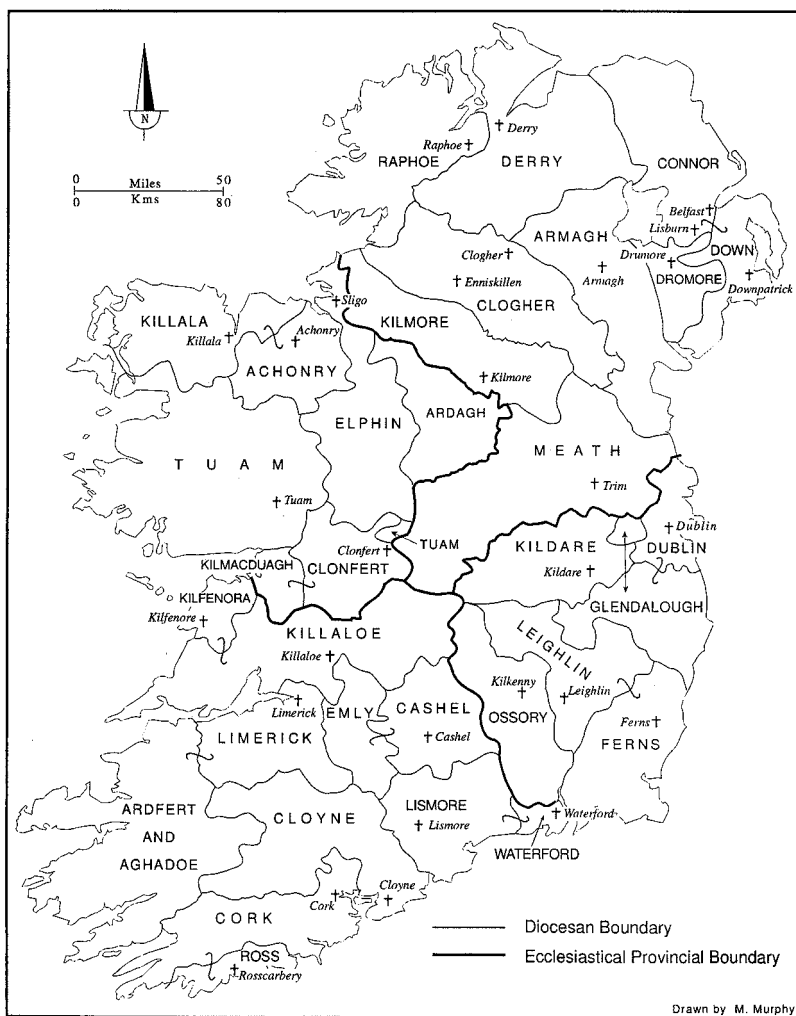 N
0 Miles 50
0 Kms 80
Derry
Raphoe
RAPHOE
DERRY
CONNOR
Belfast
Lisburn
ARMAGH
DOWN
Clogher
Drumore
Armagh
DROMORE
Downpatrick
Enniskillen
CLOGHER
Sligo
KILLALA
KILMORE
Killala
Achonry
ACHONRY
Kilmore
ARDAGH
ELPHIN
MEATH
TUAM
Trim
Tuam
Dublin
Clonfert
TUAM
KILDARE
DUBLIN
KILMACDUAGH
CLONFERT
Kildare
KILFENORA
GLENDALOUGH
Kilfenore
KILLALOE
LEIGHLIN
Killaloe
Kilkenny
Leighlin
Limerick
EMLY
CASHEL
OSSORY
Ferns
LIMERICK
Cashel
FERNS
ARDFERT
AND
AGHADOE
CLOYNE
LISMORE
Lismore
Waterford
WATERFORD
Cloyne
Cork
CORK
ROSS
Rosscarbery
Diocesan Boundary
Ecclesiastical Provincial Boundary
Drawn by M. Murphy